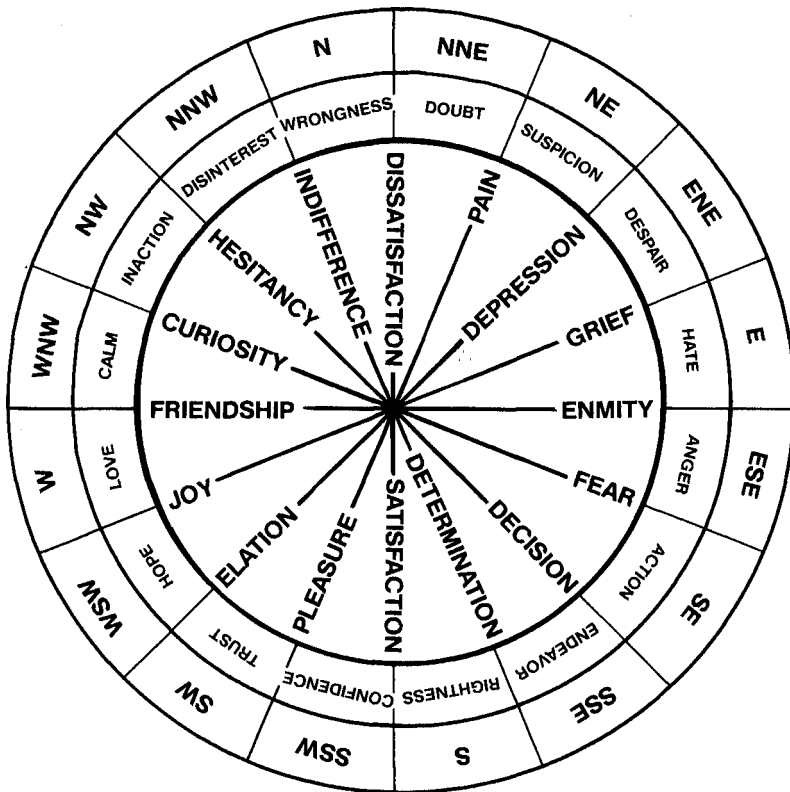 N
NNE
NE
ENE
E
ESE
SE
SSE
S
SSW
SW
WSW
W
WNW
NW
NNW
WRONGNESS
DOUBT
SUSPICION
DESPAIR
HATE
ANGER
ACTION
ENDEAVOR
RIGHTNESS
CONFIDENCE
TRUST
HOPE
LOVE
CALM
INACTION
DISINTEREST
DISSATISFACTION
PAIN
DEPRESSION
GRIEF
ENMITY
FEAR
DECISION
DETERMINATION
SATISFACTION
PLEASURE
ELATION
JOY
FRIENDSHIP
CURIOSITY
HESITANCY
INDIFFERENCE